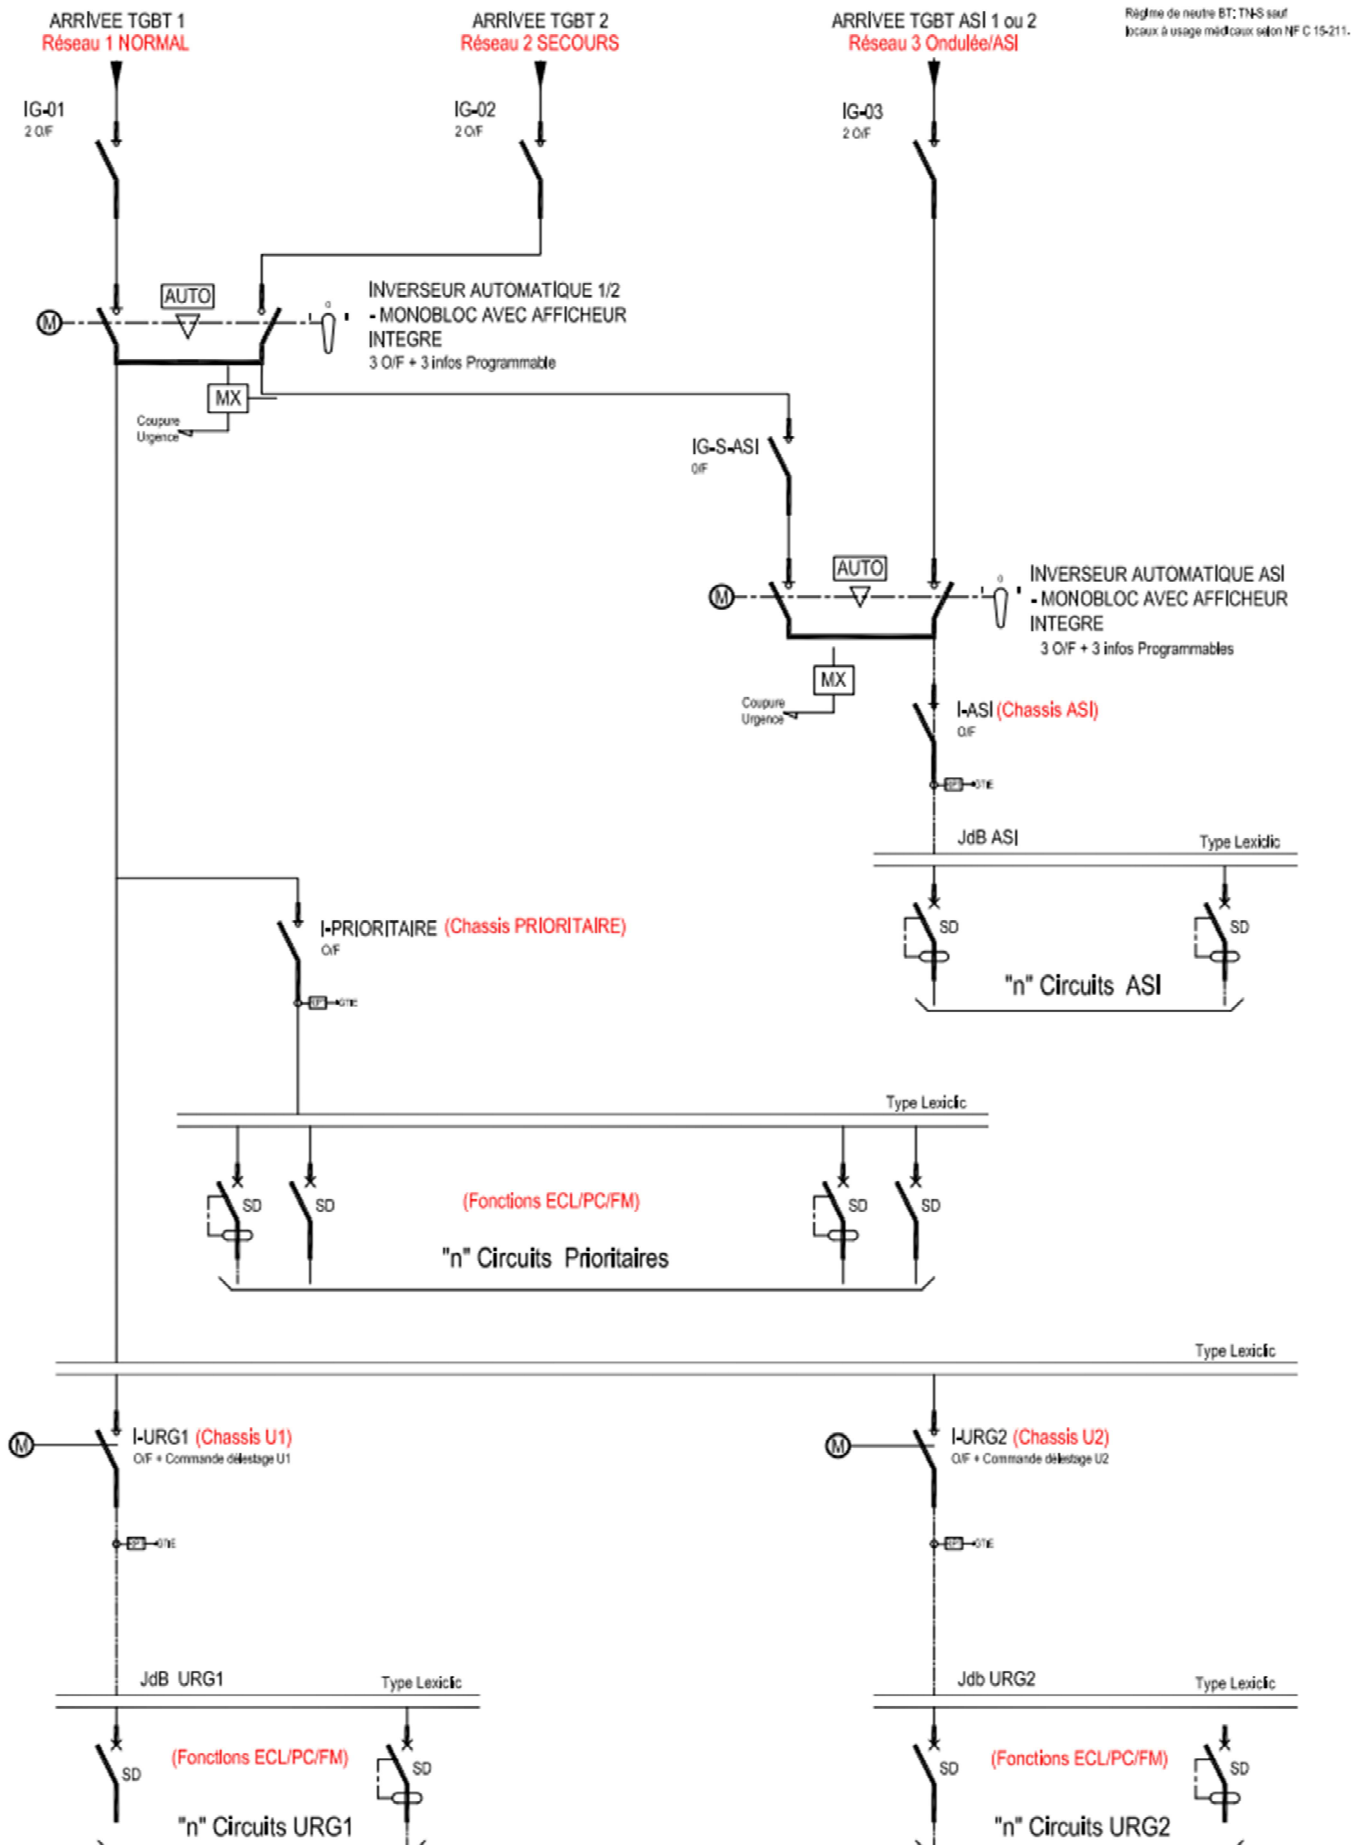 ARRIVEE TGBT 1
Réseau 1 NORMAL
ARRIVEE TGBT 2
Réseau 2 SECOURS
ARRIVEE TGBT ASI 1 ou 2
Réseau 3 Ondulée/ASI
Régime de neutre BT: TN-S sauf
locaux à usage médicaux selon NF C 15-211.
IG-01
2 O/F
IG-02
2 O/F
IG-03
2 O/F
AUTO
M
INVERSEUR AUTOMATIQUE 1/2
- MONOBLOC AVEC AFFICHEUR
INTEGRE
3 O/F + 3 infos Programmable
MX
Coupure
Urgence
IG-S-ASI
O/F
AUTO
M
INVERSEUR AUTOMATIQUE ASI
- MONOBLOC AVEC AFFICHEUR
INTEGRE
3 O/F + 3 infos Programmables
MX
Coupure
Urgence
I-ASI (Chassis ASI)
O/F
JdB ASI
Type Lexiclic
SD
SD
"n" Circuits ASI
I-PRIORITAIRE (Chassis PRIORITAIRE)
O/F
Type Lexiclic
SD
SD
(Fonctions ECL/PC/FM)
SD
SD
"n" Circuits Prioritaires
Type Lexiclic
M
I-URG1 (Chassis U1)
O/F + Commande délestage U1
M
I-URG2 (Chassis U2)
O/F + Commande délestage U2
JdB URG1
Type Lexiclic
Jdb URG2
Type Lexiclic
SD
(Fonctions ECL/PC/FM)
SD
SD
(Fonctions ECL/PC/FM)
SD
"n" Circuits URG1
"n" Circuits URG2